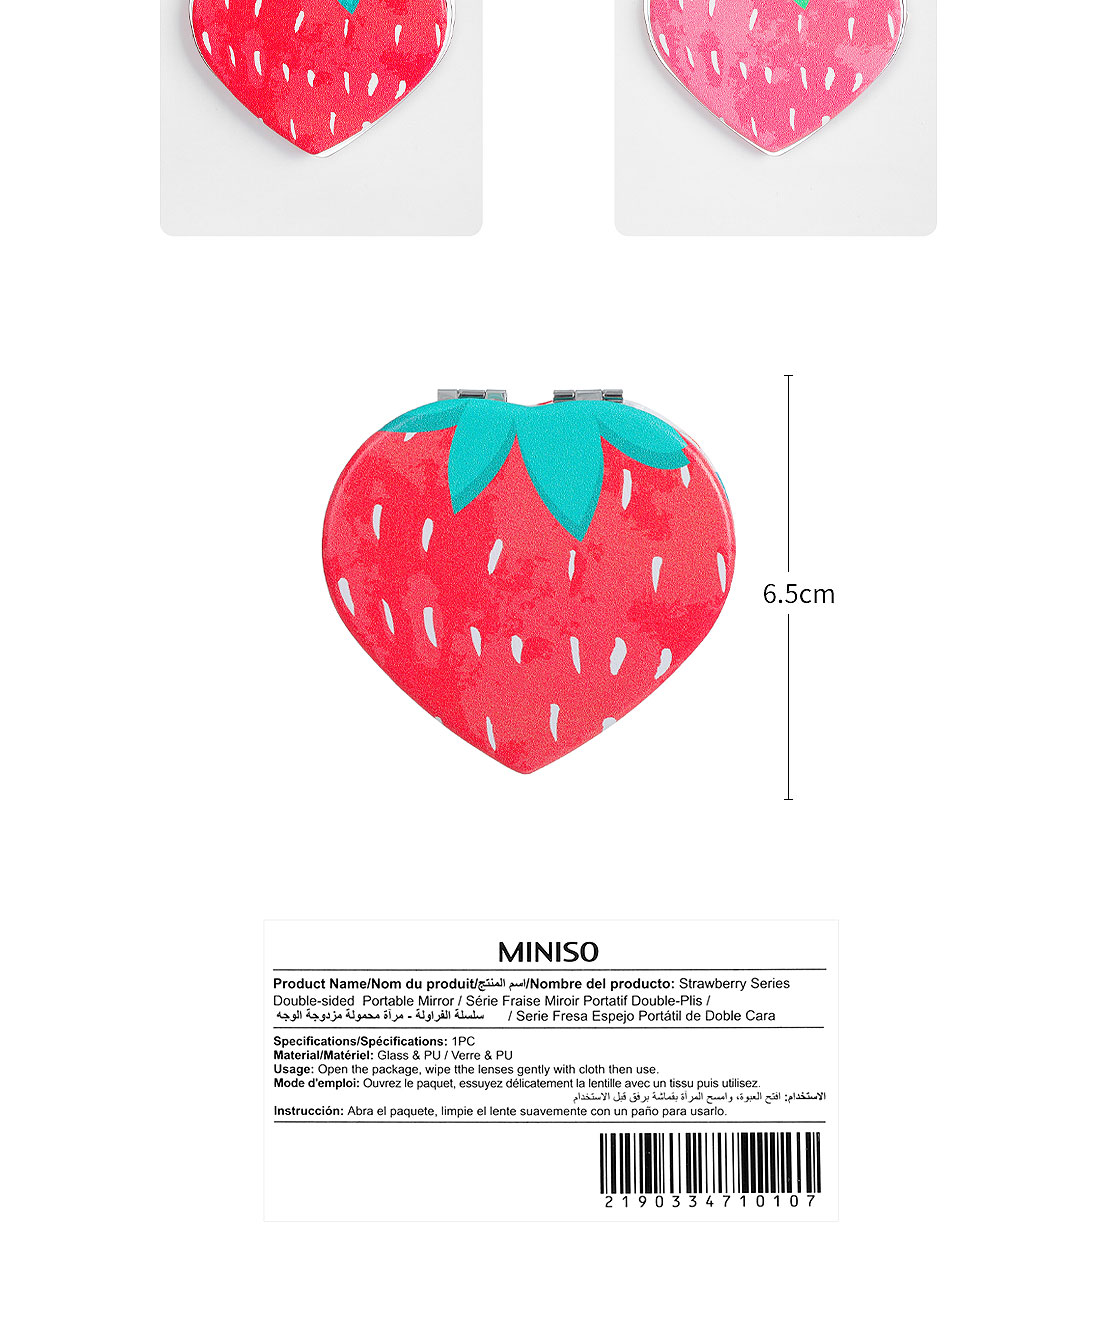 6.5cm
MINISO
Product Name/Nom du produit/اسم المنتج/Nombre del producto: Strawberry Series
Double-sided Portable Mirror / Série Fraise Miroir Portatif Double-Plis /
سلسلة الفراولة - مرآة محمولة مزدوجة الوجه / Serie Fresa Espejo Portátil de Doble Cara
Specifications/Spécifications: 1PC
Material/Matériel: Glass & PU / Verre & PU
Usage: Open the package, wipe tthe lenses gently with cloth then use.
Mode d'emploi: Ouvrez le paquet, essuyez délicatement la lentille avec un tissu puis utilisez.
الاستخدام: افتح العبوة، وامسح المرآة بقماشة برفق قبل الاستخدام
Instrucción: Abra el paquete, limpie el lente suavemente con un paño para usarlo.
2190334710107